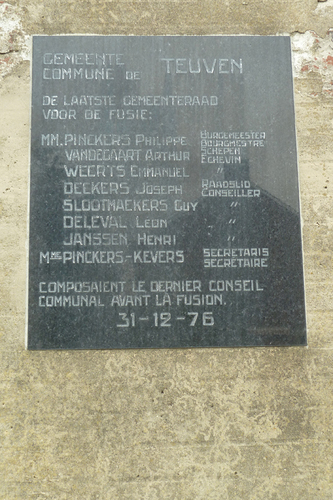 GEMEENTE
COMMUNE DE TEUVEN
DE LAATSTE GEMEENTERAAD
VOOR DE FUSIE:
MM. PINCKERS PHILIPPE BURGEMEESTER BOURGMESTRE
VANDEGAART ARTHUR SCHEPEN ECHEVIN
WEERTS EMMANUEL "
DECKERS JOSEPH RAADSLID CONSEILLER
SLOOTMAEKERS GUY " "
DELEVAL LEON " "
JANSSEN HENRI " "
MME PINCKERS-KEVERS SECRETARIS SECRETAIRE
COMPOSAIENT LE DERNIER CONSEIL
COMMUNAL AVANT LA FUSION.
31-12-76